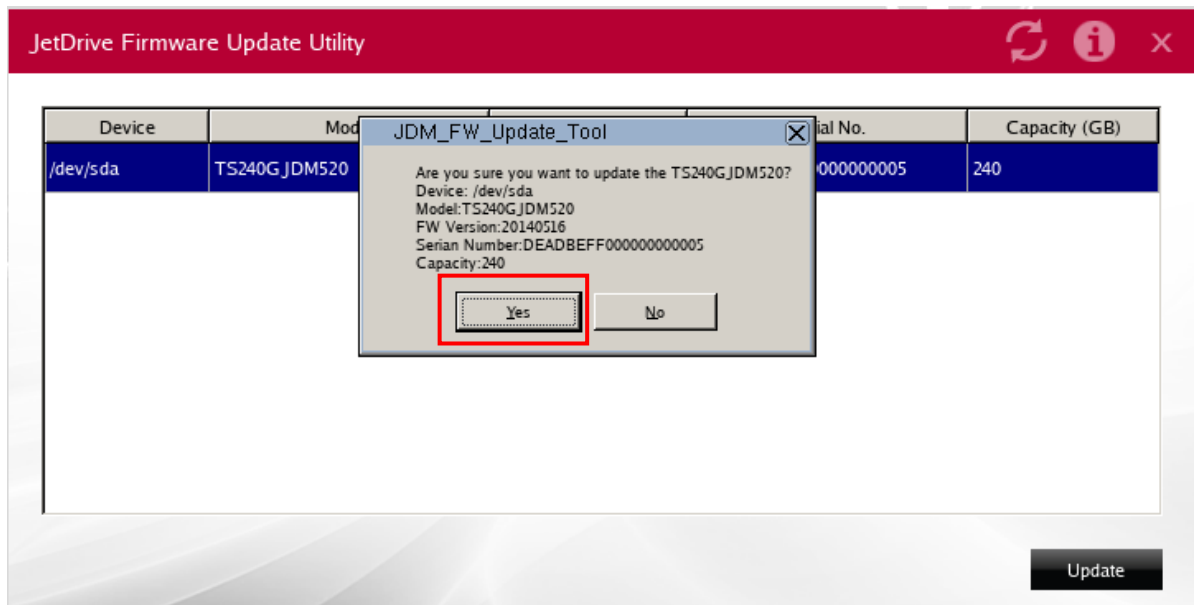 JetDrive Firmware Update Utility
Device Mod ial No. Capacity (GB)
/dev/sda TS240GJDM520 000000005 240
JDM_FW_Update_Tool
Are you sure you want to update the TS240GJDM520?
Device: /dev/sda
Model:TS240GJDM520
FW Version:20140516
Serian Number:DEADBEFF000000000005
Capacity:240
Yes No
Update